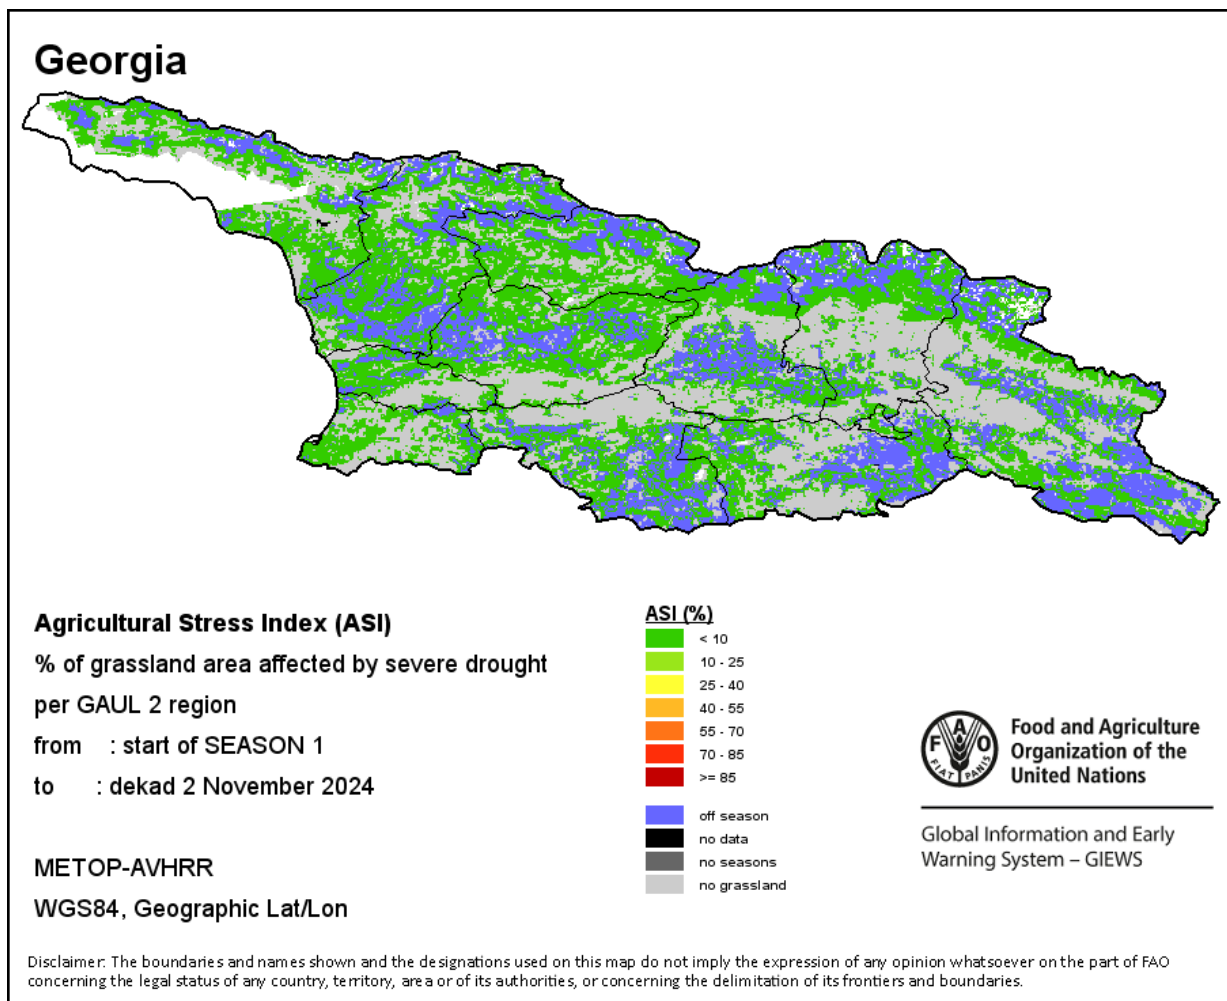 Georgia
Agricultural Stress Index (ASI)
% of grassland area affected by severe drought
per GAUL 2 region
from : start of SEASON 1
to : dekad 2 November 2024
METOP-AVHRR
WGS84, Geographic Lat/Lon
ASI (%)
< 10
10 - 25
25 - 40
40 - 55
55 - 70
70 - 85
>= 85
off season
no data
no seasons
no grassland
F A O
FIAT PANIS
Food and Agriculture
Organization of the
United Nations
Global Information and Early
Warning System – GIEWS
Disclaimer: The boundaries and names shown and the designations used on this map do not imply the expression of any opinion whatsoever on the part of FAO
concerning the legal status of any country, territory, area or of its authorities, or concerning the delimitation of its frontiers and boundaries.